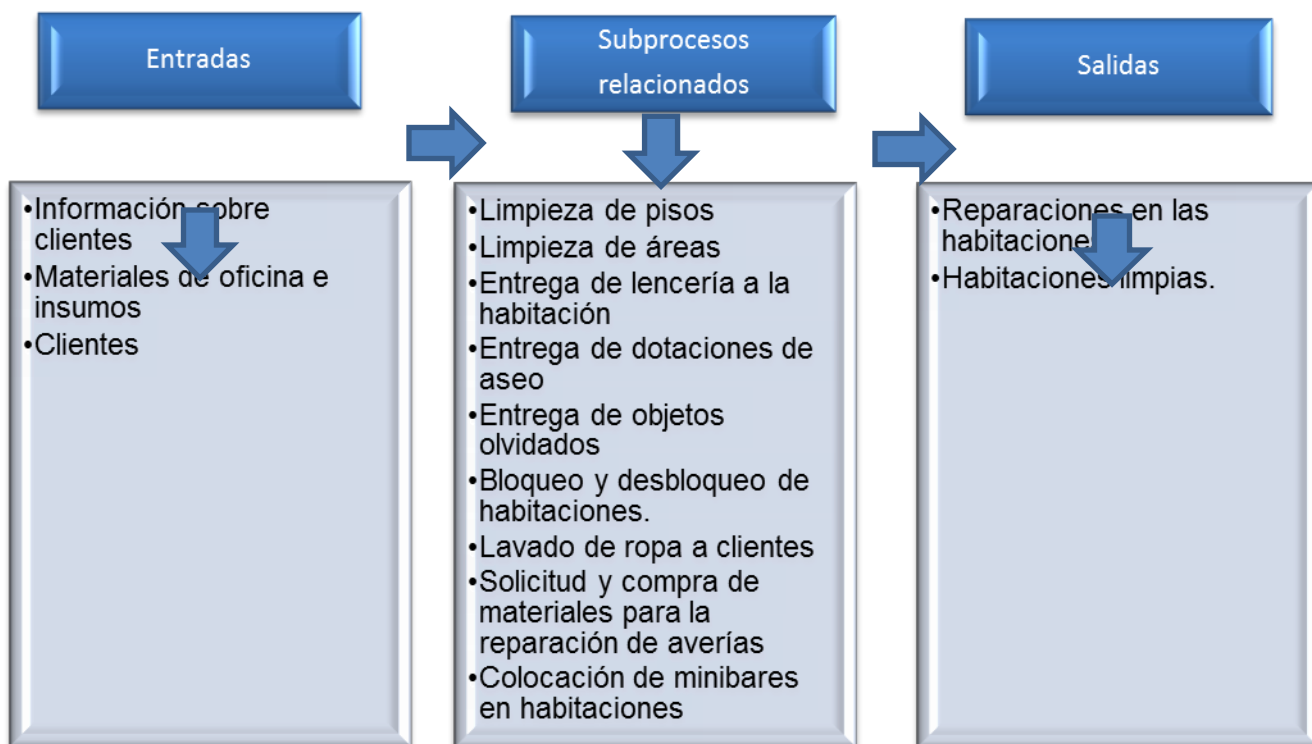 Entradas
•Información sobre
clientes
•Materiales de oficina e
insumos
•Clientes
Subprocesos
relacionados
•Limpieza de pisos
•Limpieza de áreas
•Entrega de lencería a la
habitación
•Entrega de dotaciones de
aseo
•Entrega de objetos
olvidados
•Bloqueo y desbloqueo de
habitaciones.
•Lavado de ropa a clientes
•Solicitud y compra de
materiales para la
reparación de averías
•Colocación de minibares
en habitaciones
Salidas
•Reparaciones en las
habitaciones
•Habitaciones limpias.